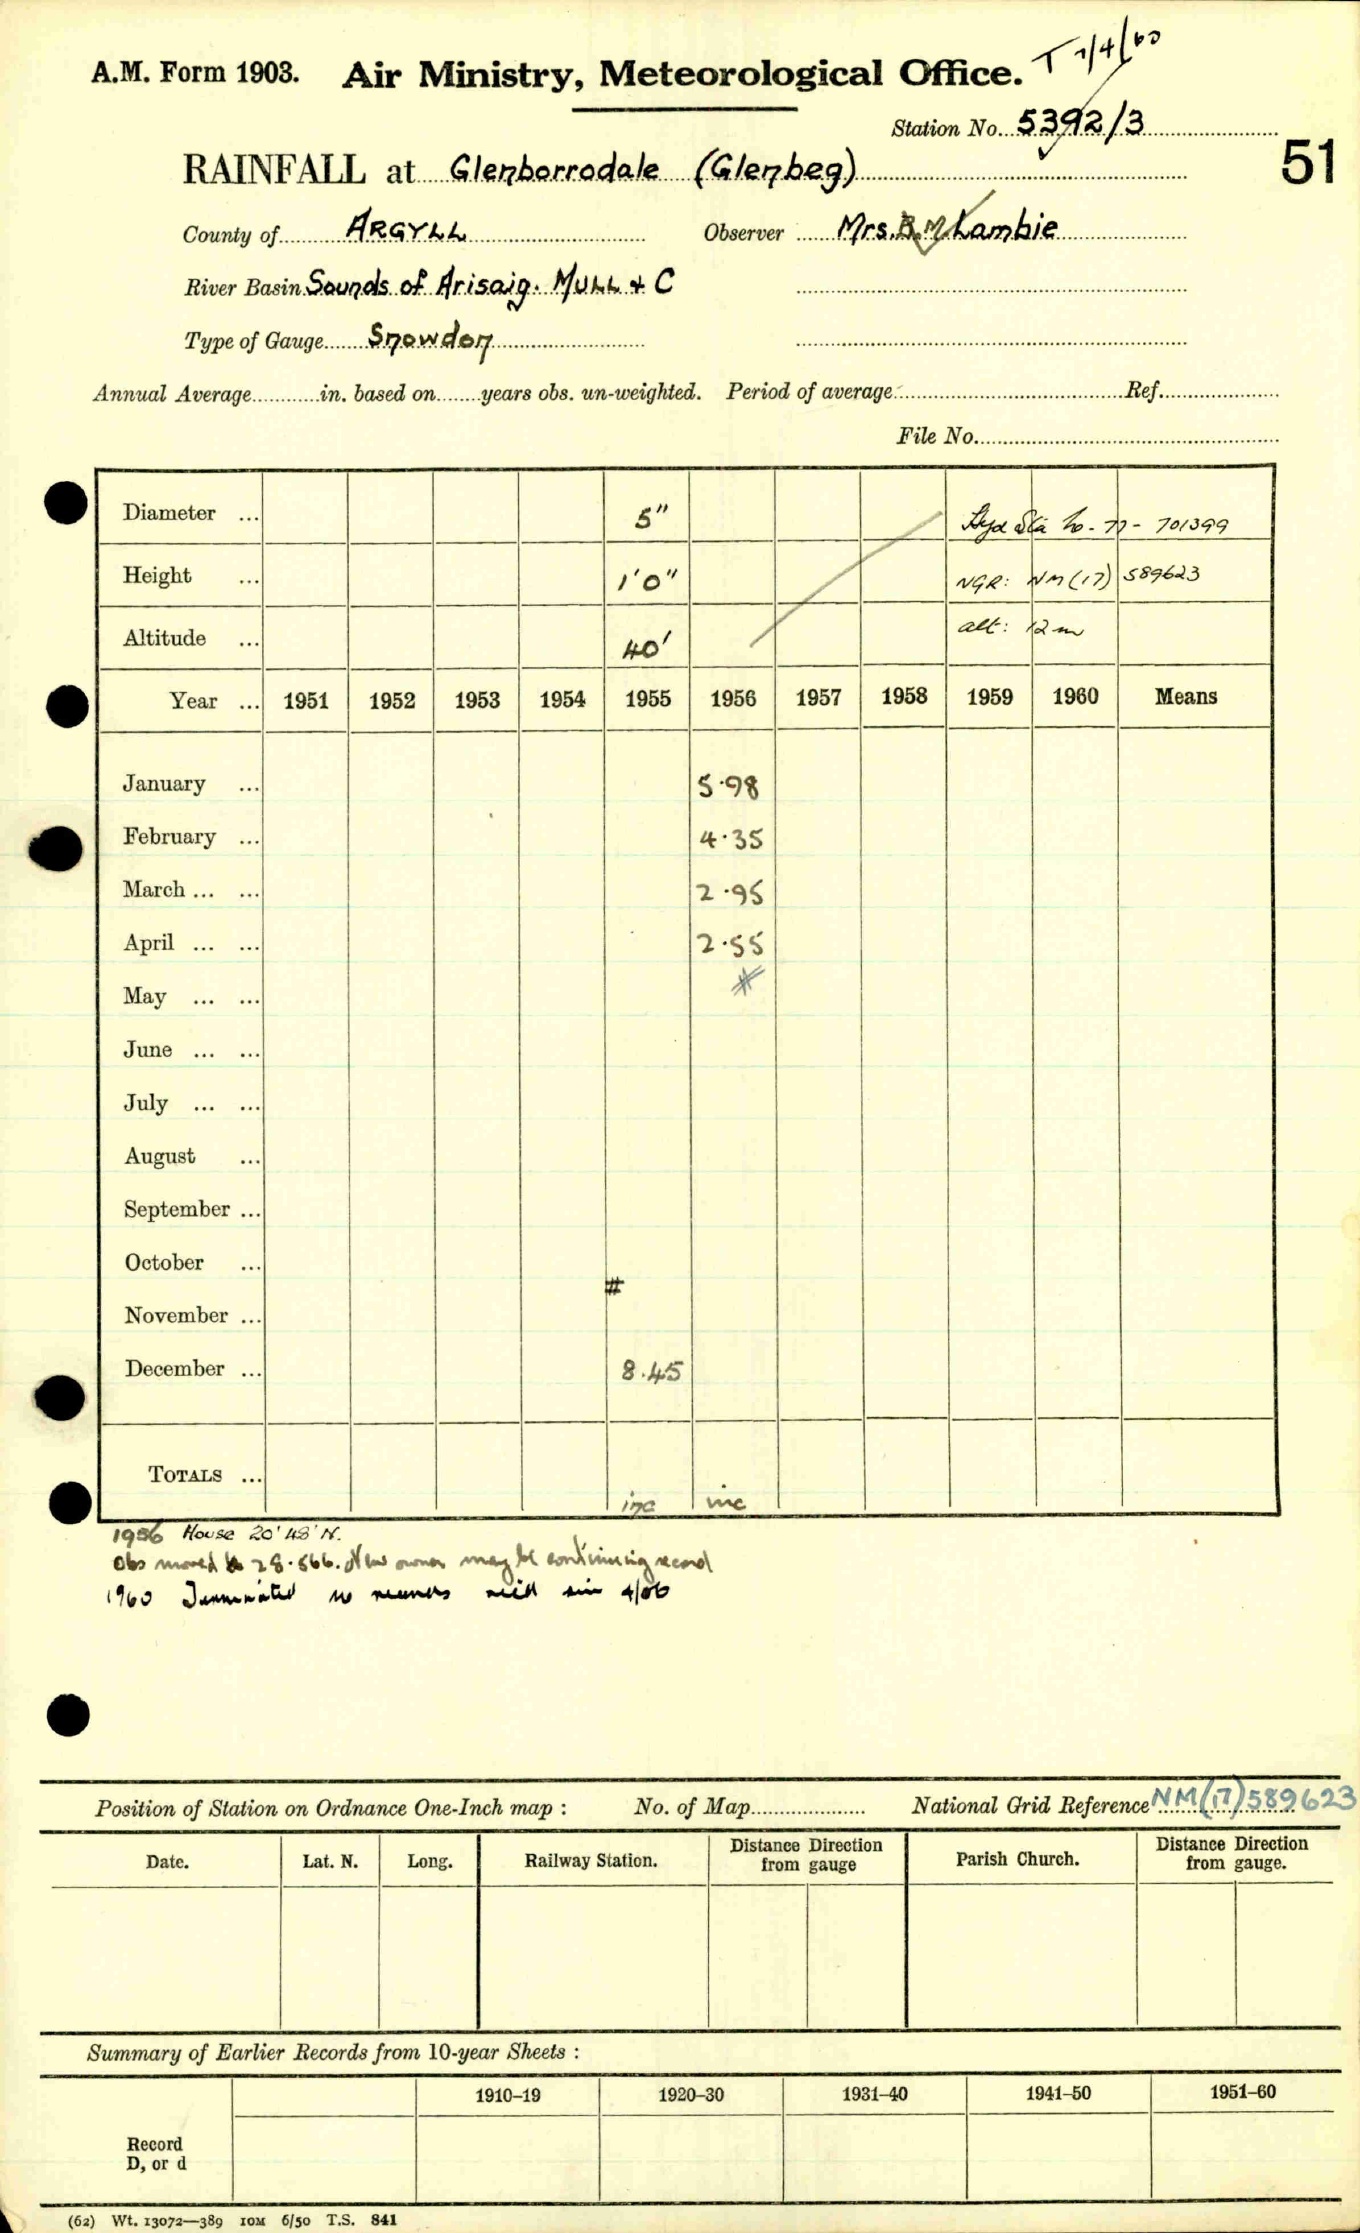 T 7/4/60
A.M. Form 1903. Air Ministry, Meteorological Office.
Station No. 5392/3
51
RAINFALL at Glenborrodale (Glenbeg)
County of ARGYLL Observer Mrs. B.M. Lambie
River Basin Sounds of Arisaig. MULL + C
Type of Gauge Snowdon
Annual Average in. based on years obs. un-weighted. Period of average Ref.
File No.
Diameter ... 5" Sta No - 77 - 701399
Height ... 1'0" NGR: NM(17) 589623
Altitude ... 40' alt: 12m
Year ... 1951 1952 1953 1954 1955 1956 1957 1958 1959 1960 Means
January ... 5.98
February ... 4.35
March ... ... 2.95
April ... ... 2.55
#
May ... ...
June ... ...
July ... ...
August ...
September ...
October ...
#
November ...
December ... 8.45
TOTALS ... inc inc
1956 House 20' 48' N.
Obs moved 28.5.66. New owner may be continuing record
1960 Terminated no recd 4/56
Position of Station on Ordnance One-Inch map : No. of Map National Grid Reference NM(17)589623
Date. Lat. N. Long. Railway Station. Distance Direction from gauge Parish Church. Distance Direction from gauge.
Summary of Earlier Records from 10-year Sheets :
1910–19 1920–30 1931–40 1941–50 1951–60
Record
D, or d
(62) Wt. 13072—389 10M 6/50 T.S. 841